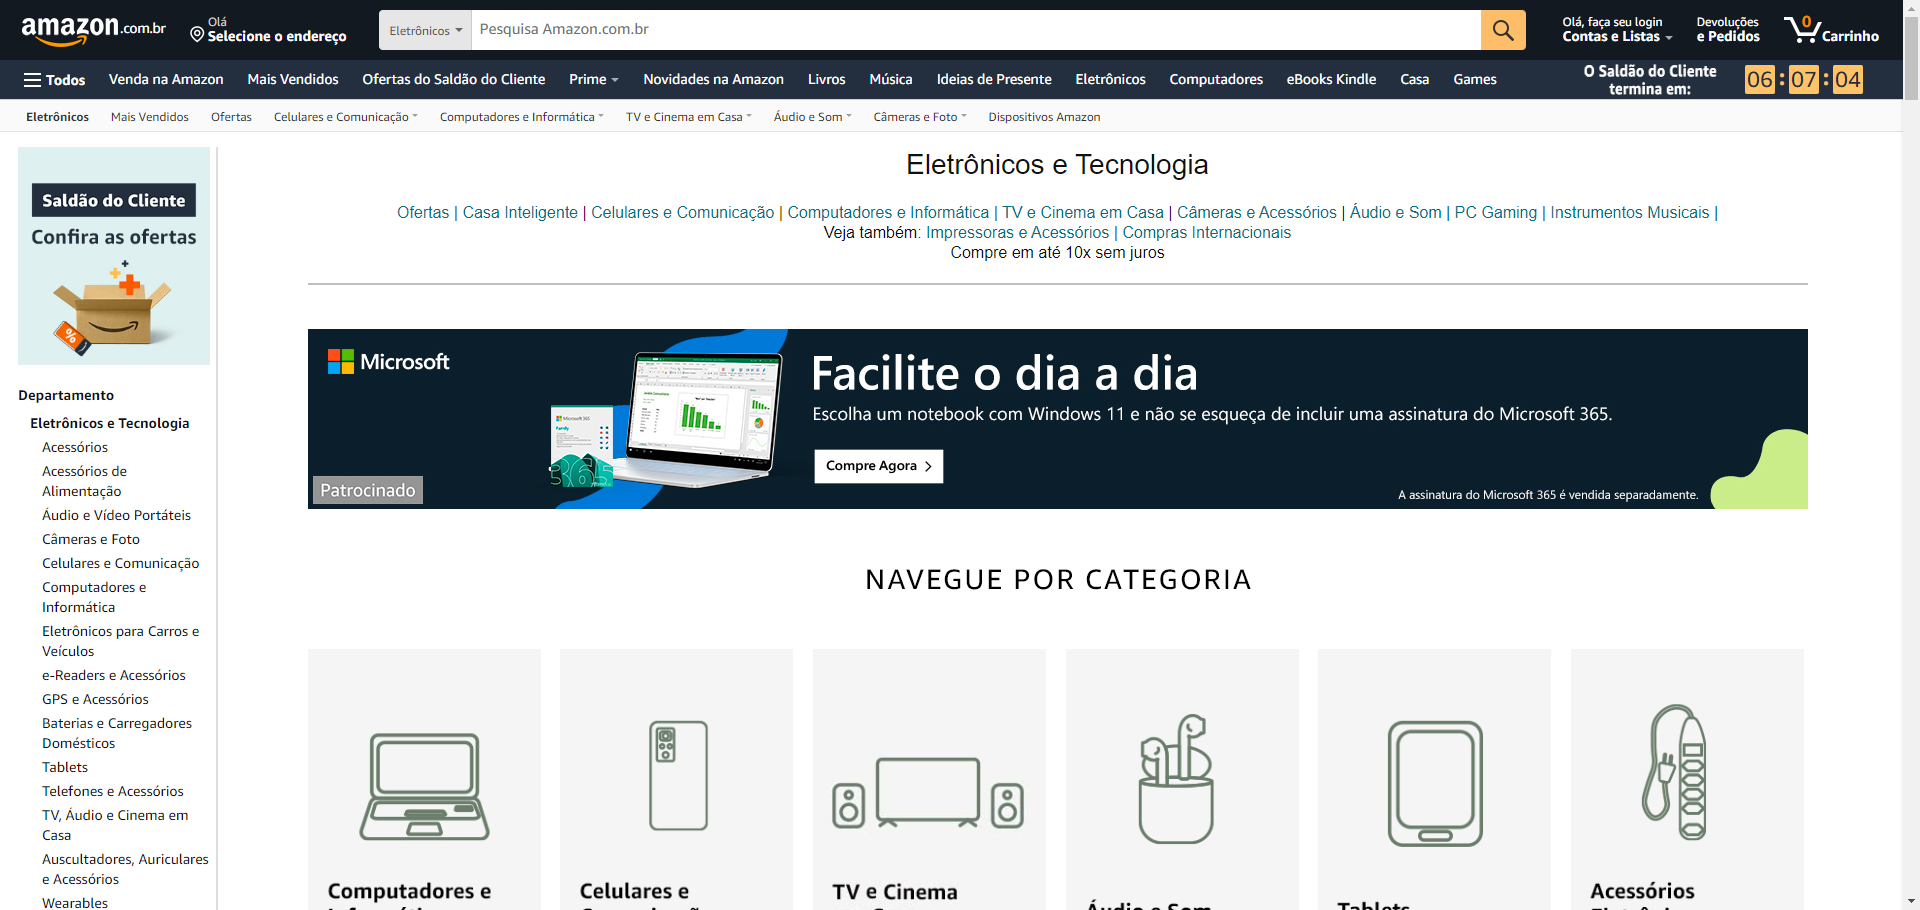 amazon.com.br
Olá
Selecione o endereço
Eletrônicos
Pesquisa Amazon.com.br
Olá, faça seu login
Contas e Listas
Devoluções
e Pedidos
0
Carrinho
Todos
Venda na Amazon
Mais Vendidos
Ofertas do Saldão do Cliente
Prime
Novidades na Amazon
Livros
Música
Ideias de Presente
Eletrônicos
Computadores
eBooks Kindle
Casa
Games
O Saldão do Cliente
termina em:
06:07:04
Eletrônicos
Mais Vendidos
Ofertas
Celulares e Comunicação
Computadores e Informática
TV e Cinema em Casa
Áudio e Som
Câmeras e Foto
Dispositivos Amazon
Saldão do Cliente
Confira as ofertas
%
Departamento
Eletrônicos e Tecnologia
Acessórios
Acessórios de
Alimentação
Áudio e Vídeo Portáteis
Câmeras e Foto
Celulares e Comunicação
Computadores e
Informática
Eletrônicos para Carros e
Veículos
e-Readers e Acessórios
GPS e Acessórios
Baterias e Carregadores
Domésticos
Tablets
Telefones e Acessórios
TV, Áudio e Cinema em
Casa
Auscultadores, Auriculares
e Acessórios
Wearables
Eletrônicos e Tecnologia
Ofertas | Casa Inteligente | Celulares e Comunicação | Computadores e Informática | TV e Cinema em Casa | Câmeras e Acessórios | Áudio e Som | PC Gaming | Instrumentos Musicais |
Veja também: Impressoras e Acessórios | Compras Internacionais
Compre em até 10x sem juros
Microsoft
Microsoft 365
Family
365
Facilite o dia a dia
Escolha um notebook com Windows 11 e não se esqueça de incluir uma assinatura do Microsoft 365.
Compre Agora
Patrocinado
A assinatura do Microsoft 365 é vendida separadamente.
NAVEGUE POR CATEGORIA
Computadores e
Celulares e
TV e Cinema
Áudio e Som
Tablets
Acessórios